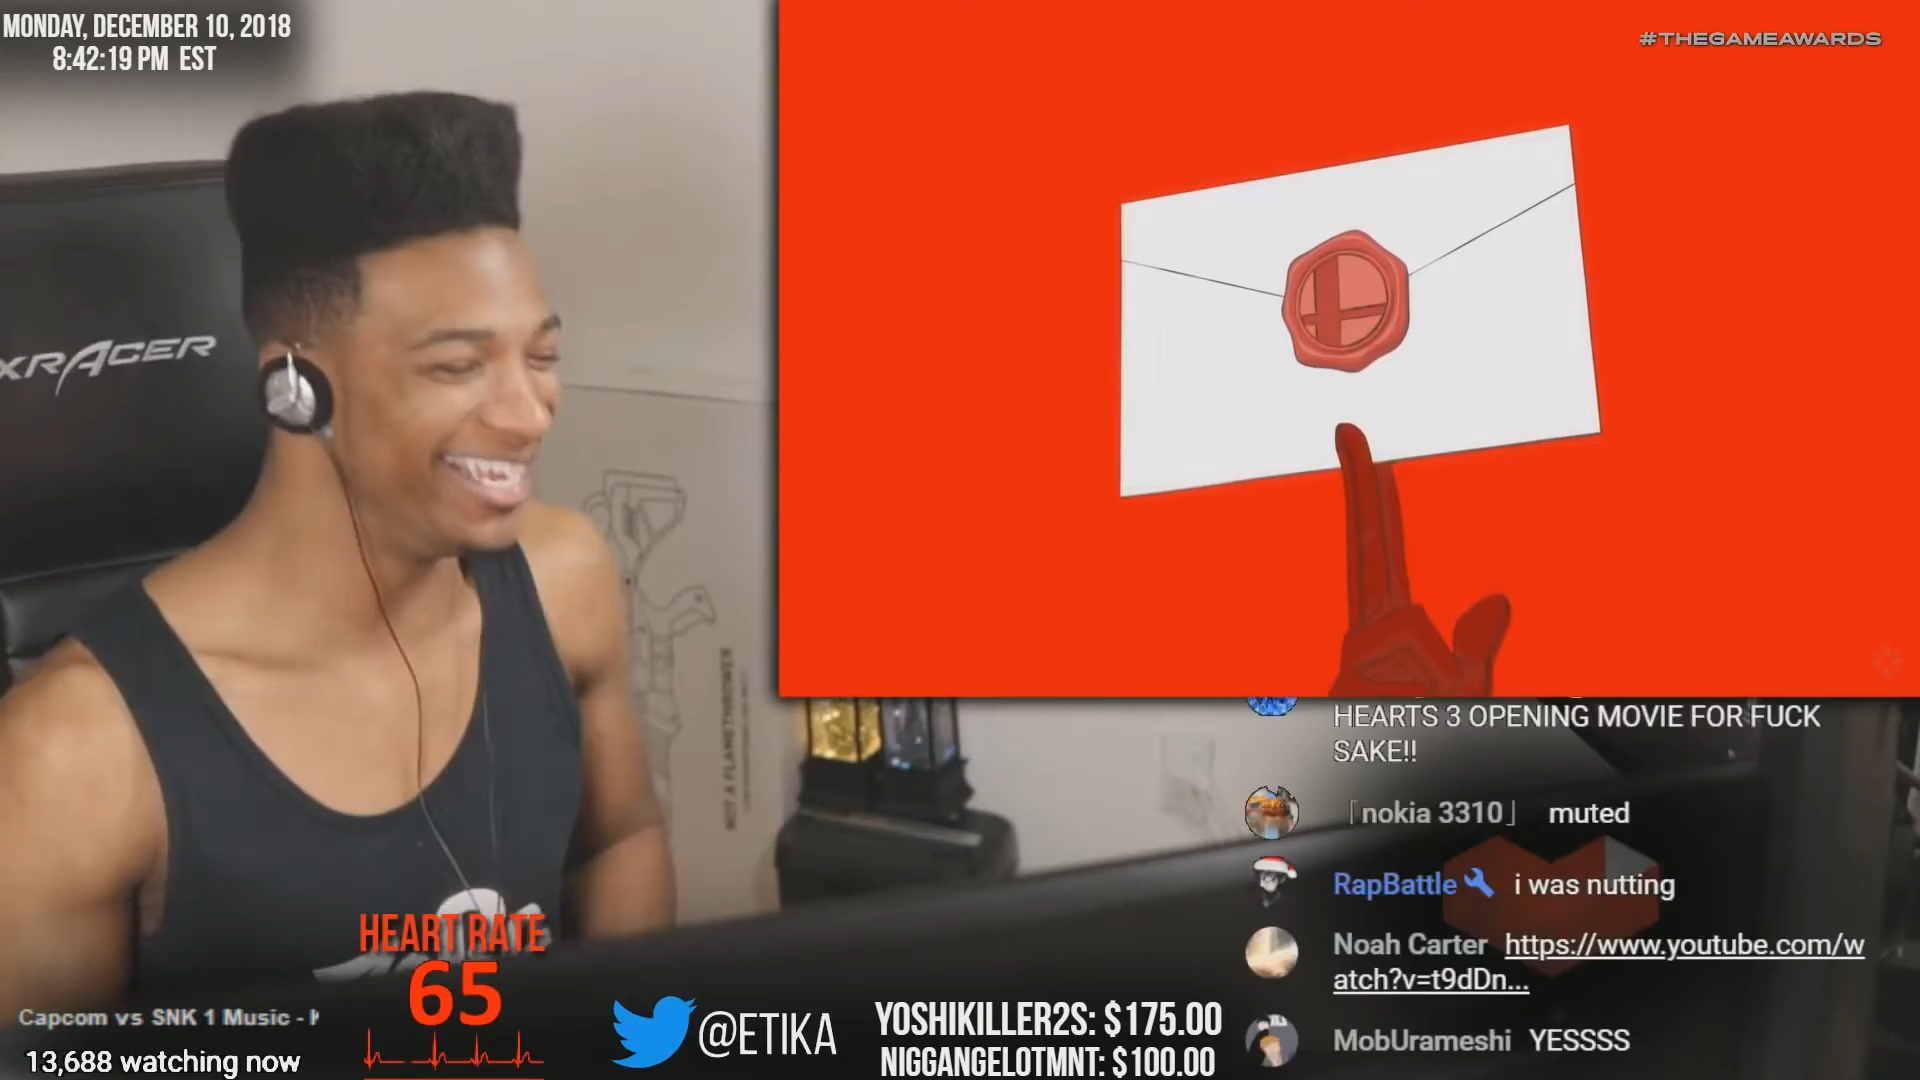 MONDAY, DECEMBER 10, 2018
8:42:19 PM EST
#THEGAMEAWARDS
XRACER
NOT A FLAMETHROWER
HEARTS 3 OPENING MOVIE FOR FUCK
SAKE!!
「nokia 3310」 muted
RapBattle i was nutting
Noah Carter https://www.youtube.com/w
atch?v=t9dDn...
MobUrameshi YESSSS
HEART RATE
65
Capcom vs SNK 1 Music -
13,688 watching now
@ETIKA
YOSHIKILLER2S: $175.00
NIGGANGELOTMNT: $100.00